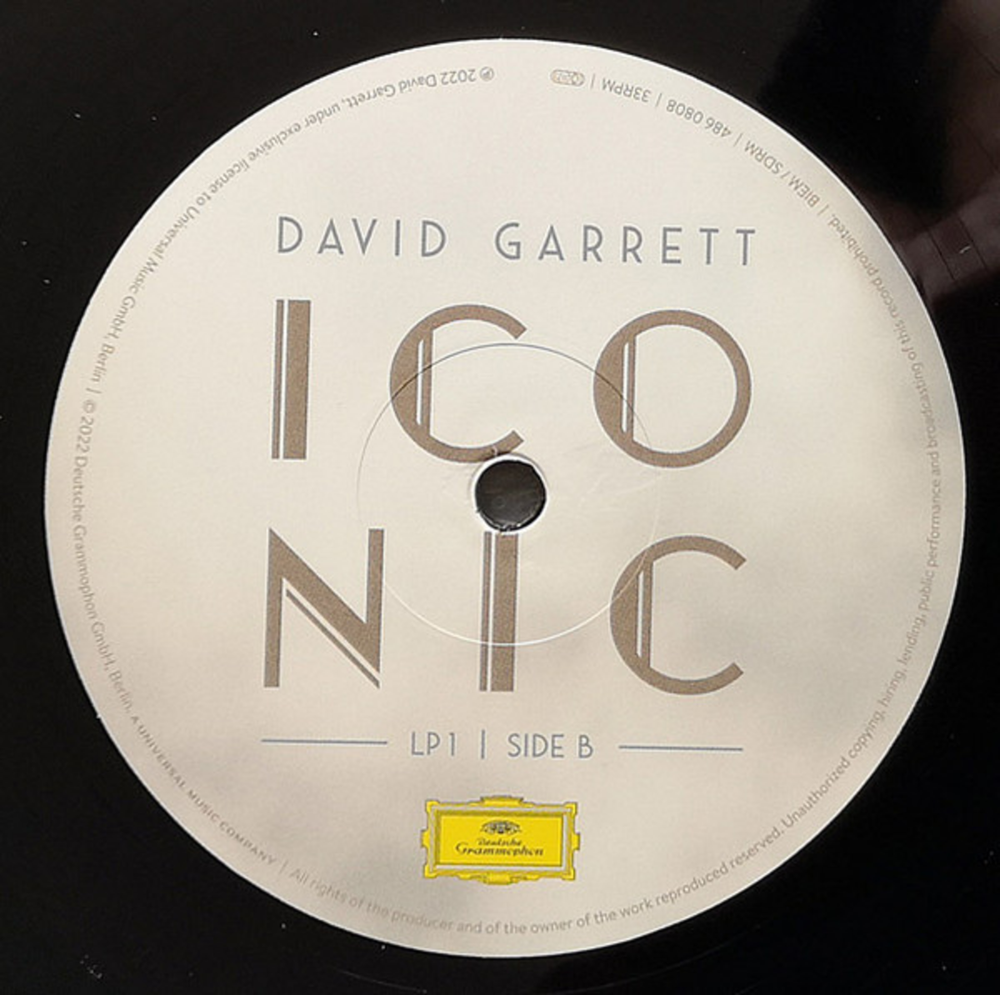 DAVID GARRETT
ICO
NIC
LP1 | SIDE B
Deutsche
Grammophon
℗ 2022 David Garrett, under exclusive license to Universal Music GmbH, Berlin | © 2022 Deutsche Grammophon GmbH, Berlin. A UNIVERSAL MUSIC COMPANY | All rights of the producer and of the owner of the work reproduced reserved. Unauthorized copying, hiring, lending, public performance and broadcasting of this record prohibited. | BIEM / SDRM | 486 0808 | 33RPM |